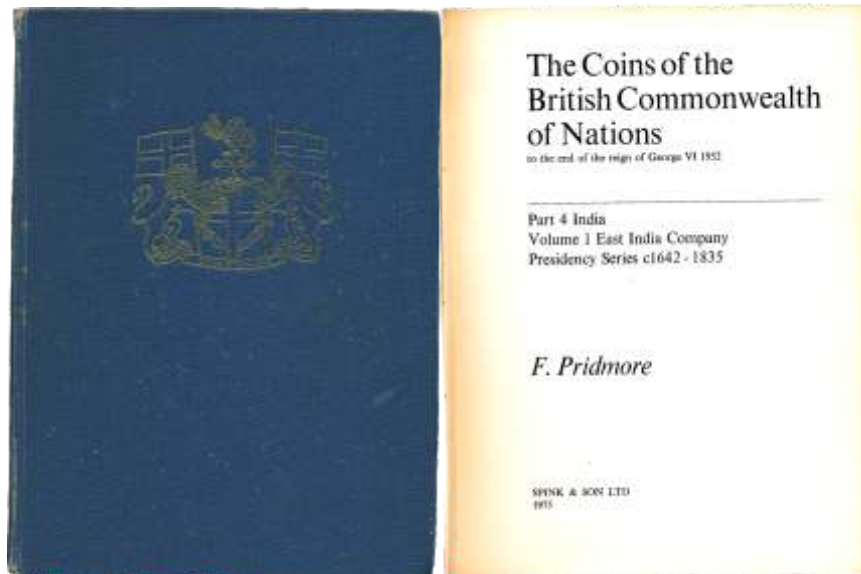 The Coins of the
British Commonwealth
of Nations
to the end of the reign of George VI 1952
Part 4 India
Volume 1 East India Company
Presidency Series c1642 - 1835
F. Pridmore
SPINK & SON LTD
1975